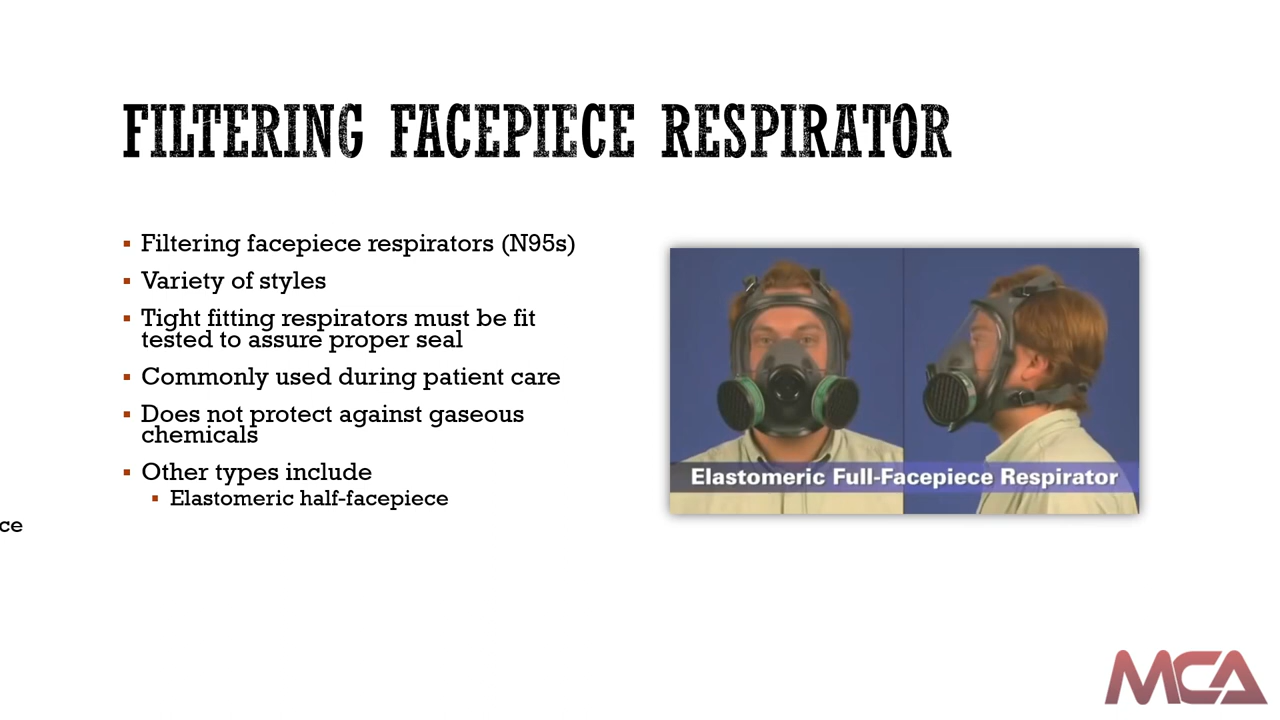 FILTERING FACEPIECE RESPIRATOR
Filtering facepiece respirators (N95s)
Variety of styles
Tight fitting respirators must be fit
tested to assure proper seal
Commonly used during patient care
Does not protect against gaseous
chemicals
Other types include
Elastomeric half-facepiece
ce
Elastomeric Full-Facepiece Respirator
MCA